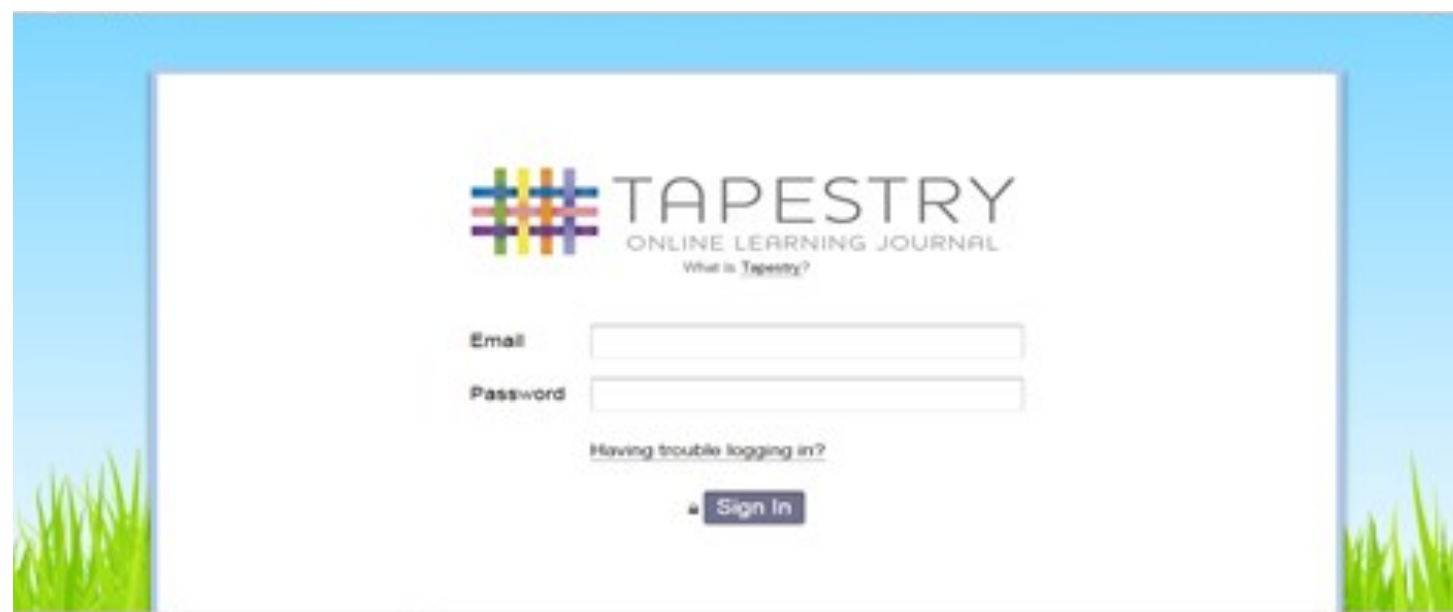 TAPESTRY
ONLINE LEARNING JOURNAL
What is Tapestry?
Email
Password
Having trouble logging in?
Sign In